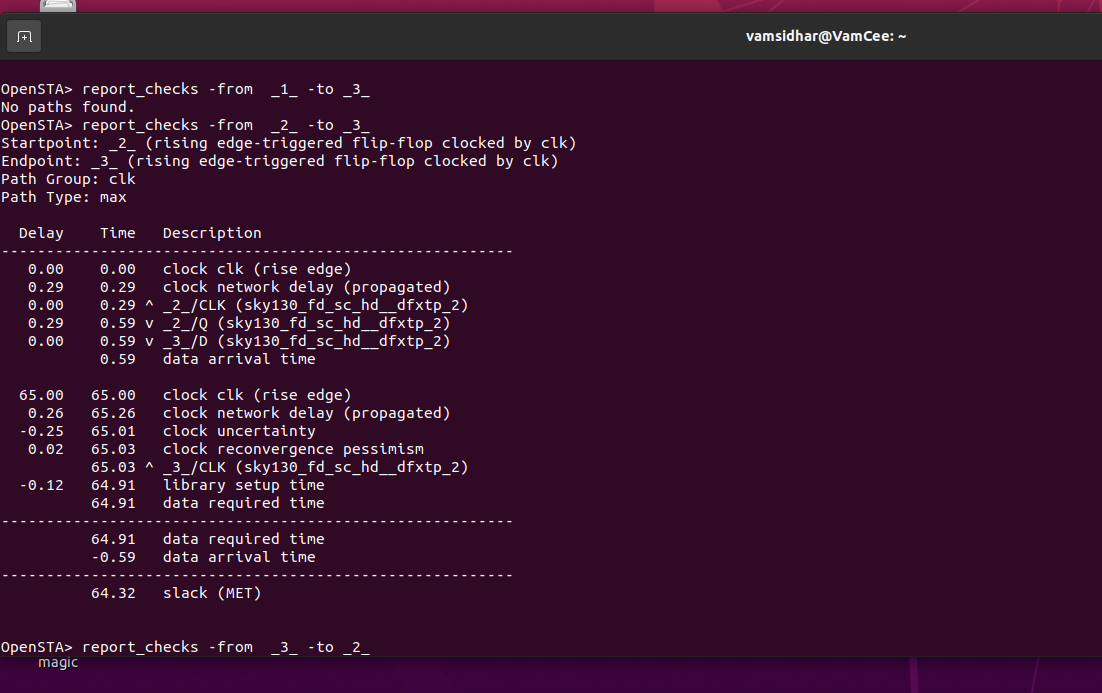 vamsidhar@VamCee: ~
OpenSTA> report_checks -from  _1_ -to _3_
No paths found.
OpenSTA> report_checks -from  _2_ -to _3_
Startpoint: _2_ (rising edge-triggered flip-flop clocked by clk)
Endpoint: _3_ (rising edge-triggered flip-flop clocked by clk)
Path Group: clk
Path Type: max
  Delay    Time   Description
---------------------------------------------------------
   0.00    0.00   clock clk (rise edge)
   0.29    0.29   clock network delay (propagated)
   0.00    0.29 ^ _2_/CLK (sky130_fd_sc_hd__dfxtp_2)
   0.29    0.59 v _2_/Q (sky130_fd_sc_hd__dfxtp_2)
   0.00    0.59 v _3_/D (sky130_fd_sc_hd__dfxtp_2)
           0.59   data arrival time
  65.00   65.00   clock clk (rise edge)
   0.26   65.26   clock network delay (propagated)
  -0.25   65.01   clock uncertainty
   0.02   65.03   clock reconvergence pessimism
          65.03 ^ _3_/CLK (sky130_fd_sc_hd__dfxtp_2)
  -0.12   64.91   library setup time
          64.91   data required time
---------------------------------------------------------
          64.91   data required time
          -0.59   data arrival time
---------------------------------------------------------
          64.32   slack (MET)
OpenSTA> report_checks -from  _3_ -to _2_
magic